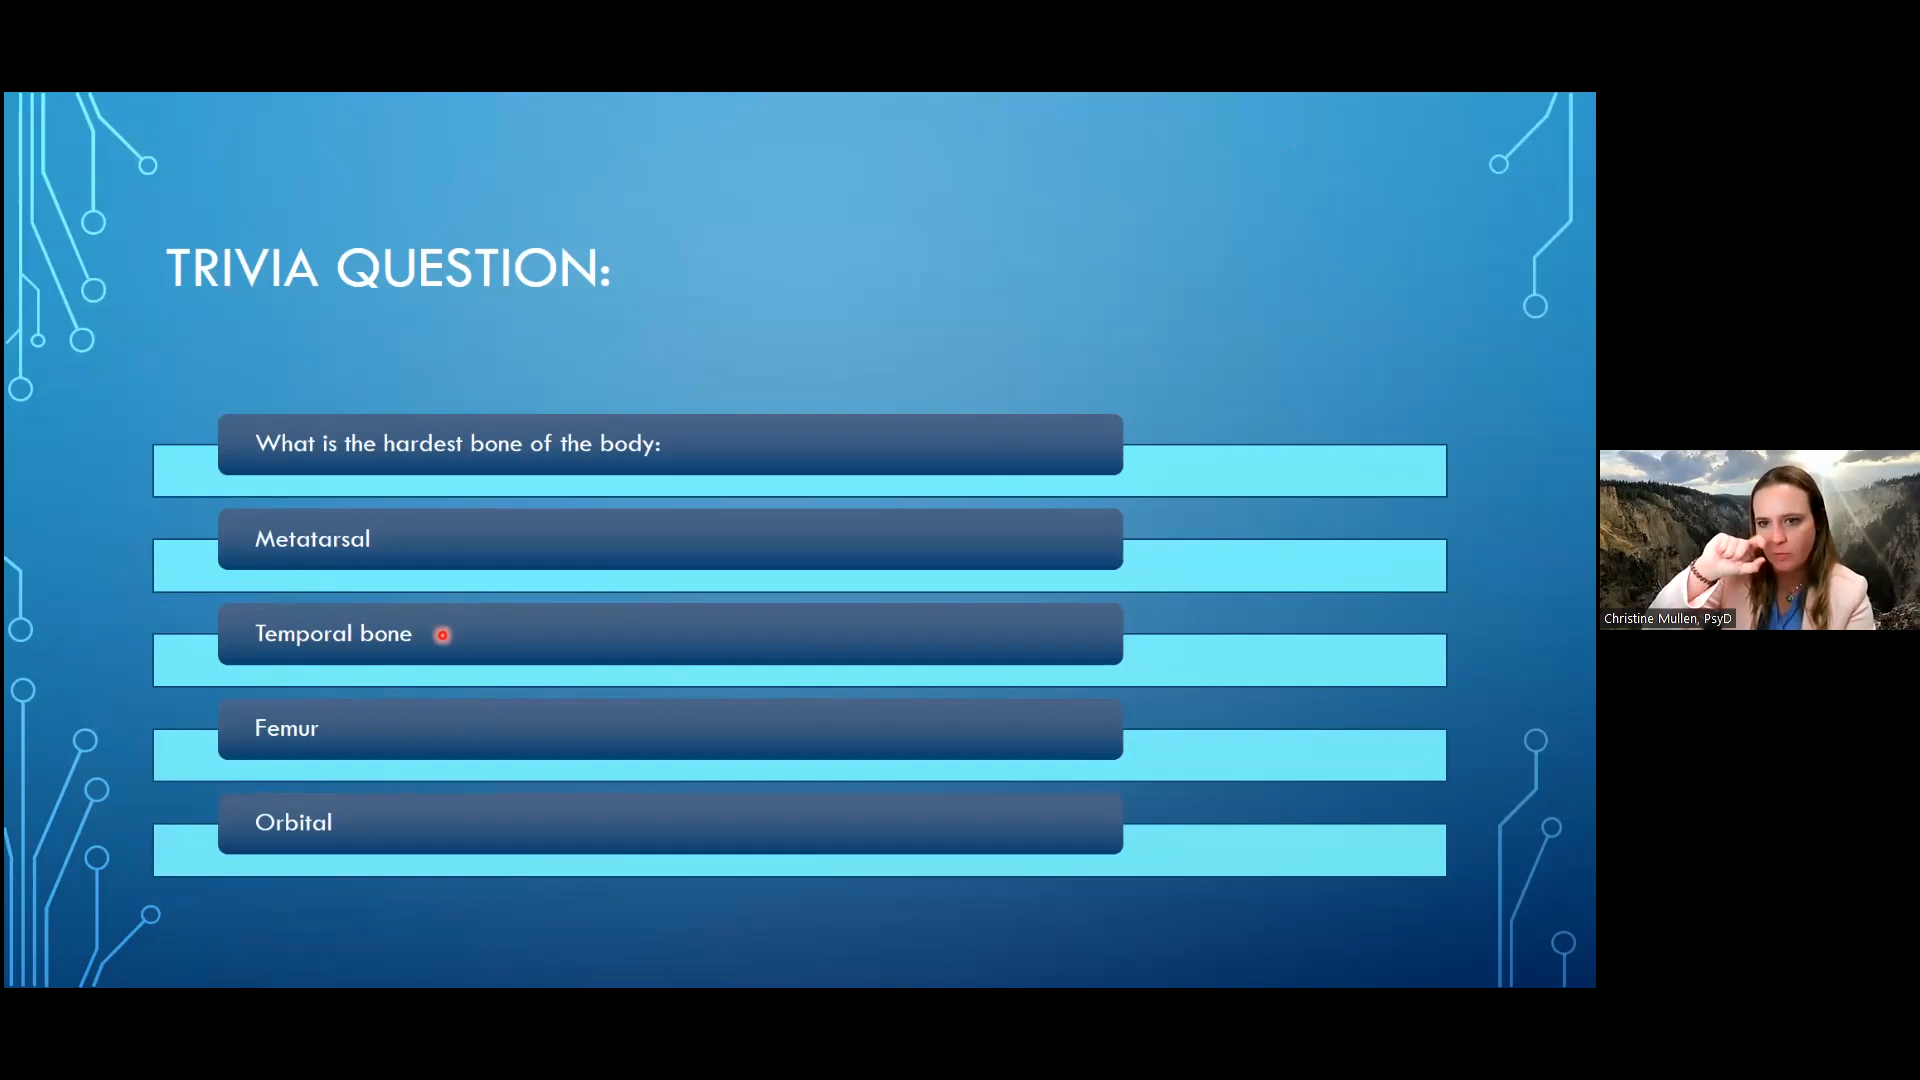 TRIVIA QUESTION:
What is the hardest bone of the body:
Metatarsal
Temporal bone
Femur
Orbital
Christine Mullen, PsyD